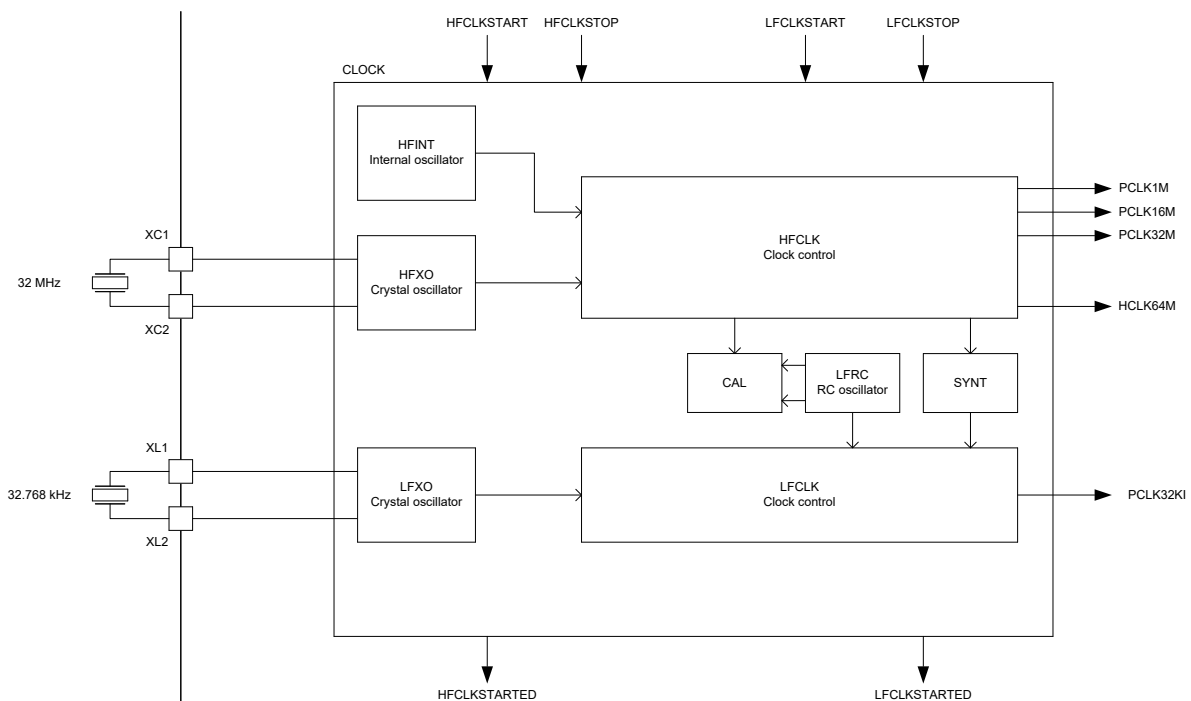 HFCLKSTART HFCLKSTOP LFCLKSTART LFCLKSTOP
CLOCK
HFINT
Internal oscillator
PCLK1M
PCLK16M
XC1
PCLK32M
HFCLK
Clock control
HFXO
Crystal oscillator
32 MHz
HCLK64M
XC2
CAL
LFRC
RC oscillator
SYNT
XL1
32.768 kHz
LFXO
Crystal oscillator
LFCLK
Clock control
PCLK32KI
XL2
HFCLKSTARTED LFCLKSTARTED